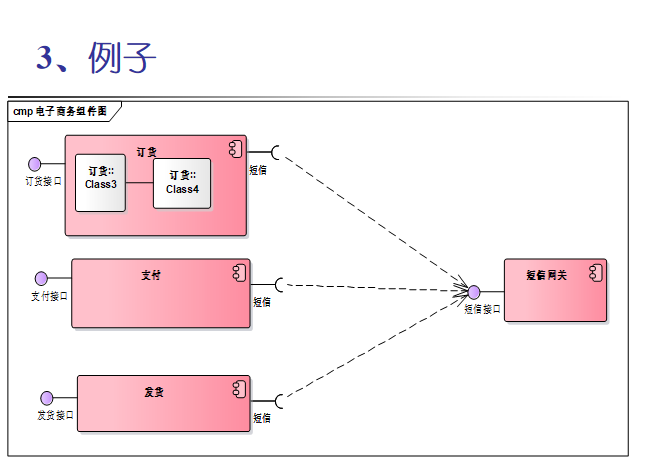 3、例子
cmp 电子商务组件图
订货
订货::
Class3
订货::
Class4
订货接口
短信
支付
支付接口
短信
短信网关
短信接口
发货
发货接口
短信